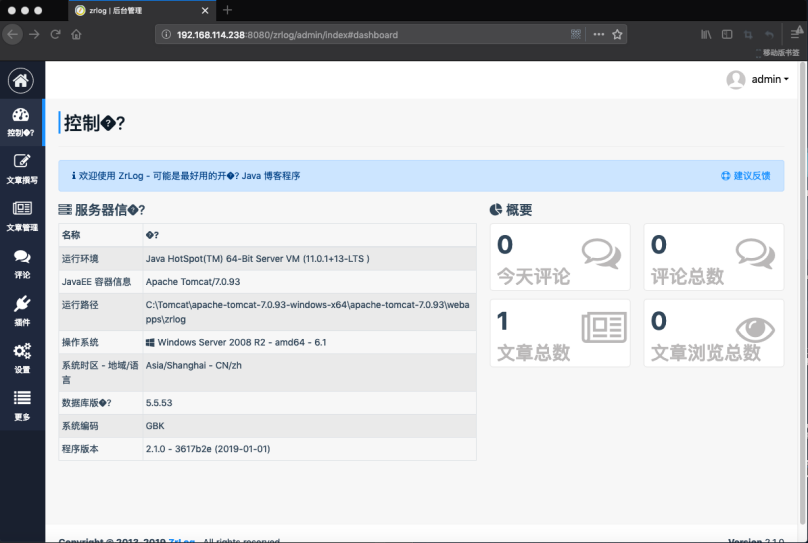 zrlog | 后台管理
192.168.114.238:8080/zrlog/admin/index#dashboard
移动版书签
admin
控制�?
文章撰写
文章管理
评论
插件
设置
更多
控制�?
欢迎使用 ZrLog - 可能是最好用的开�? Java 博客程序
建议反馈
服务器信�?
名称 �?
运行环境 Java HotSpot(TM) 64-Bit Server VM (11.0.1+13-LTS )
JavaEE 容器信息 Apache Tomcat/7.0.93
运行路径 C:\Tomcat\apache-tomcat-7.0.93-windows-x64\apache-tomcat-7.0.93\weba
pps\zrlog
操作系统 Windows Server 2008 R2 - amd64 - 6.1
系统时区 - 地域/语 Asia/Shanghai - CN/zh
言
数据库版�? 5.5.53
系统编码 GBK
程序版本 2.1.0 - 3617b2e (2019-01-01)
概要
0
今天评论
0
评论总数
1
文章总数
0
文章浏览总数
Copyright © 2013-2019 ZrLog. All rights reserved.
Version 2.1.0